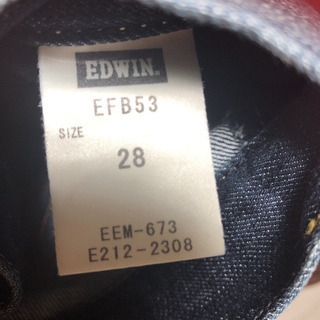 EDWIN.
EFB53
SIZE
28
EEM-673
E212-2308